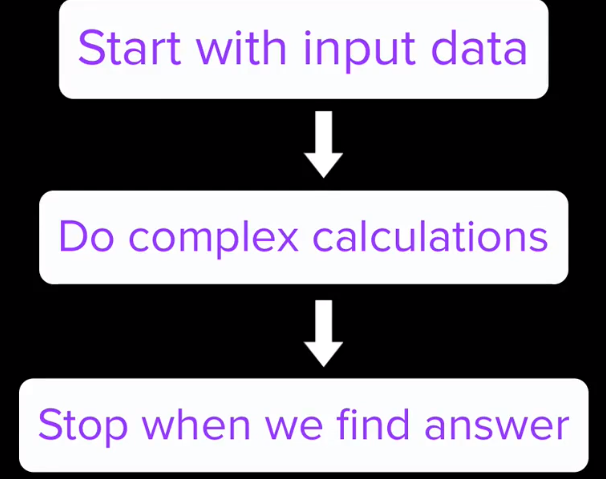 Start with input data
Do complex calculations
Stop when we find answer